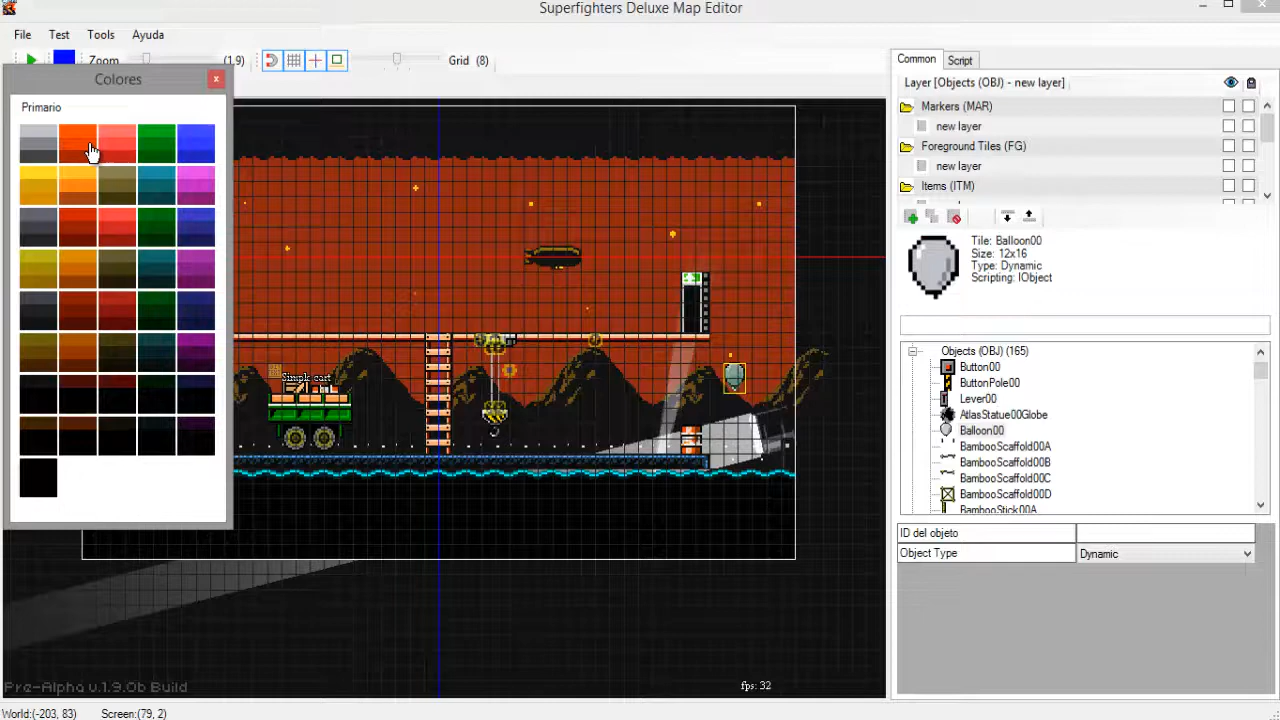 Superfighters Deluxe Map Editor
File Test Tools Ayuda
Zoom (1.9) Grid (8)
Colores
Primario
Simple cart
Pre-Alpha v.1.9.0b Build
fps: 32
World:(-203, 83) Screen:(79, 2)
Common Script
Layer [Objects (OBJ) - new layer]
Markers (MAR)
new layer
Foreground Tiles (FG)
new layer
Items (ITM)
Tile: Balloon00
Size: 12x16
Type: Dynamic
Scripting: IObject
Objects (OBJ) (165)
Button00
ButtonPole00
Lever00
AtlasStatue00Globe
Balloon00
BambooScaffold00A
BambooScaffold00B
BambooScaffold00C
BambooScaffold00D
BambooStick00A
ID del objeto
Object Type Dynamic